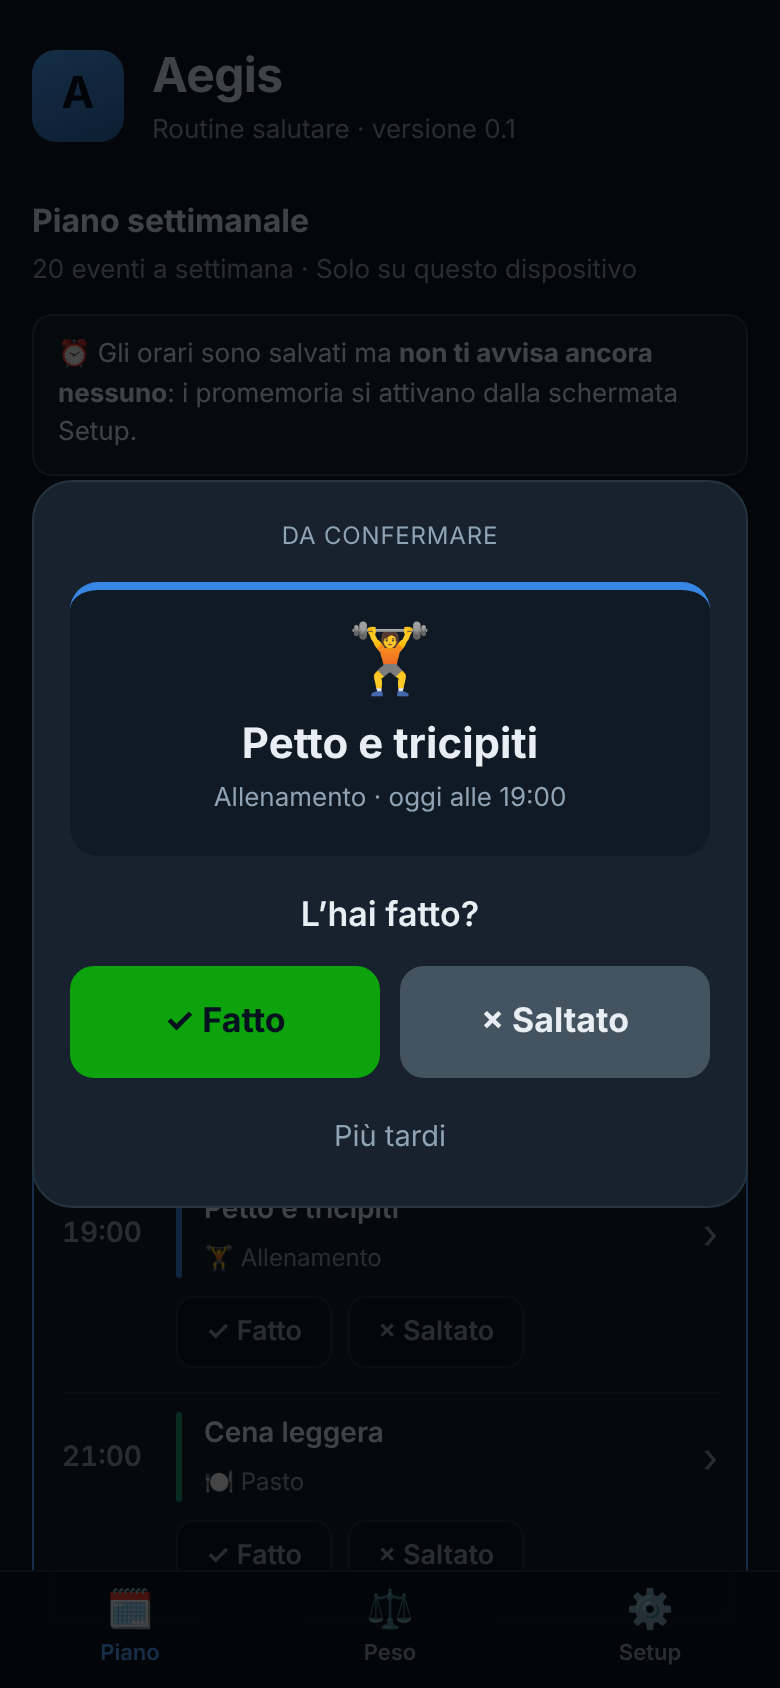 A
Aegis
Routine salutare · versione 0.1
Piano settimanale
20 eventi a settimana · Solo su questo dispositivo
⏰ Gli orari sono salvati ma non ti avvisa ancora
nessuno: i promemoria si attivano dalla schermata
Setup.
DA CONFERMARE
Petto e tricipiti
Allenamento · oggi alle 19:00
L’hai fatto?
✓ Fatto
× Saltato
Più tardi
19:00
Petto e tricipiti
🏋️ Allenamento
✓ Fatto
× Saltato
21:00
Cena leggera
🍽️ Pasto
✓ Fatto
× Saltato
Piano
Peso
Setup